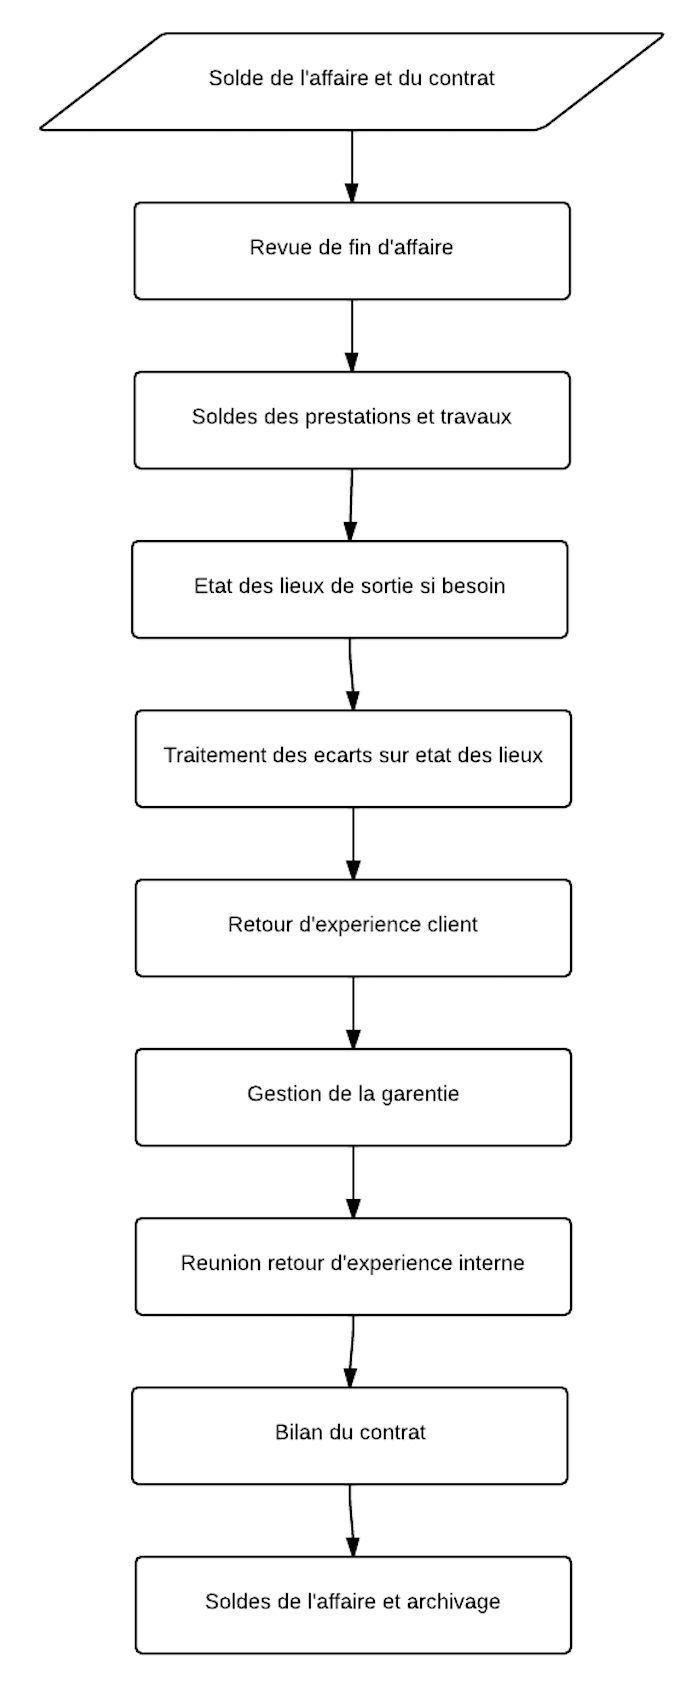 Solde de l'affaire et du contrat
Revue de fin d'affaire
Soldes des prestations et travaux
Etat des lieux de sortie si besoin
Traitement des ecarts sur etat des lieux
Retour d'experience client
Gestion de la garentie
Reunion retour d'experience interne
Bilan du contrat
Soldes de l'affaire et archivage